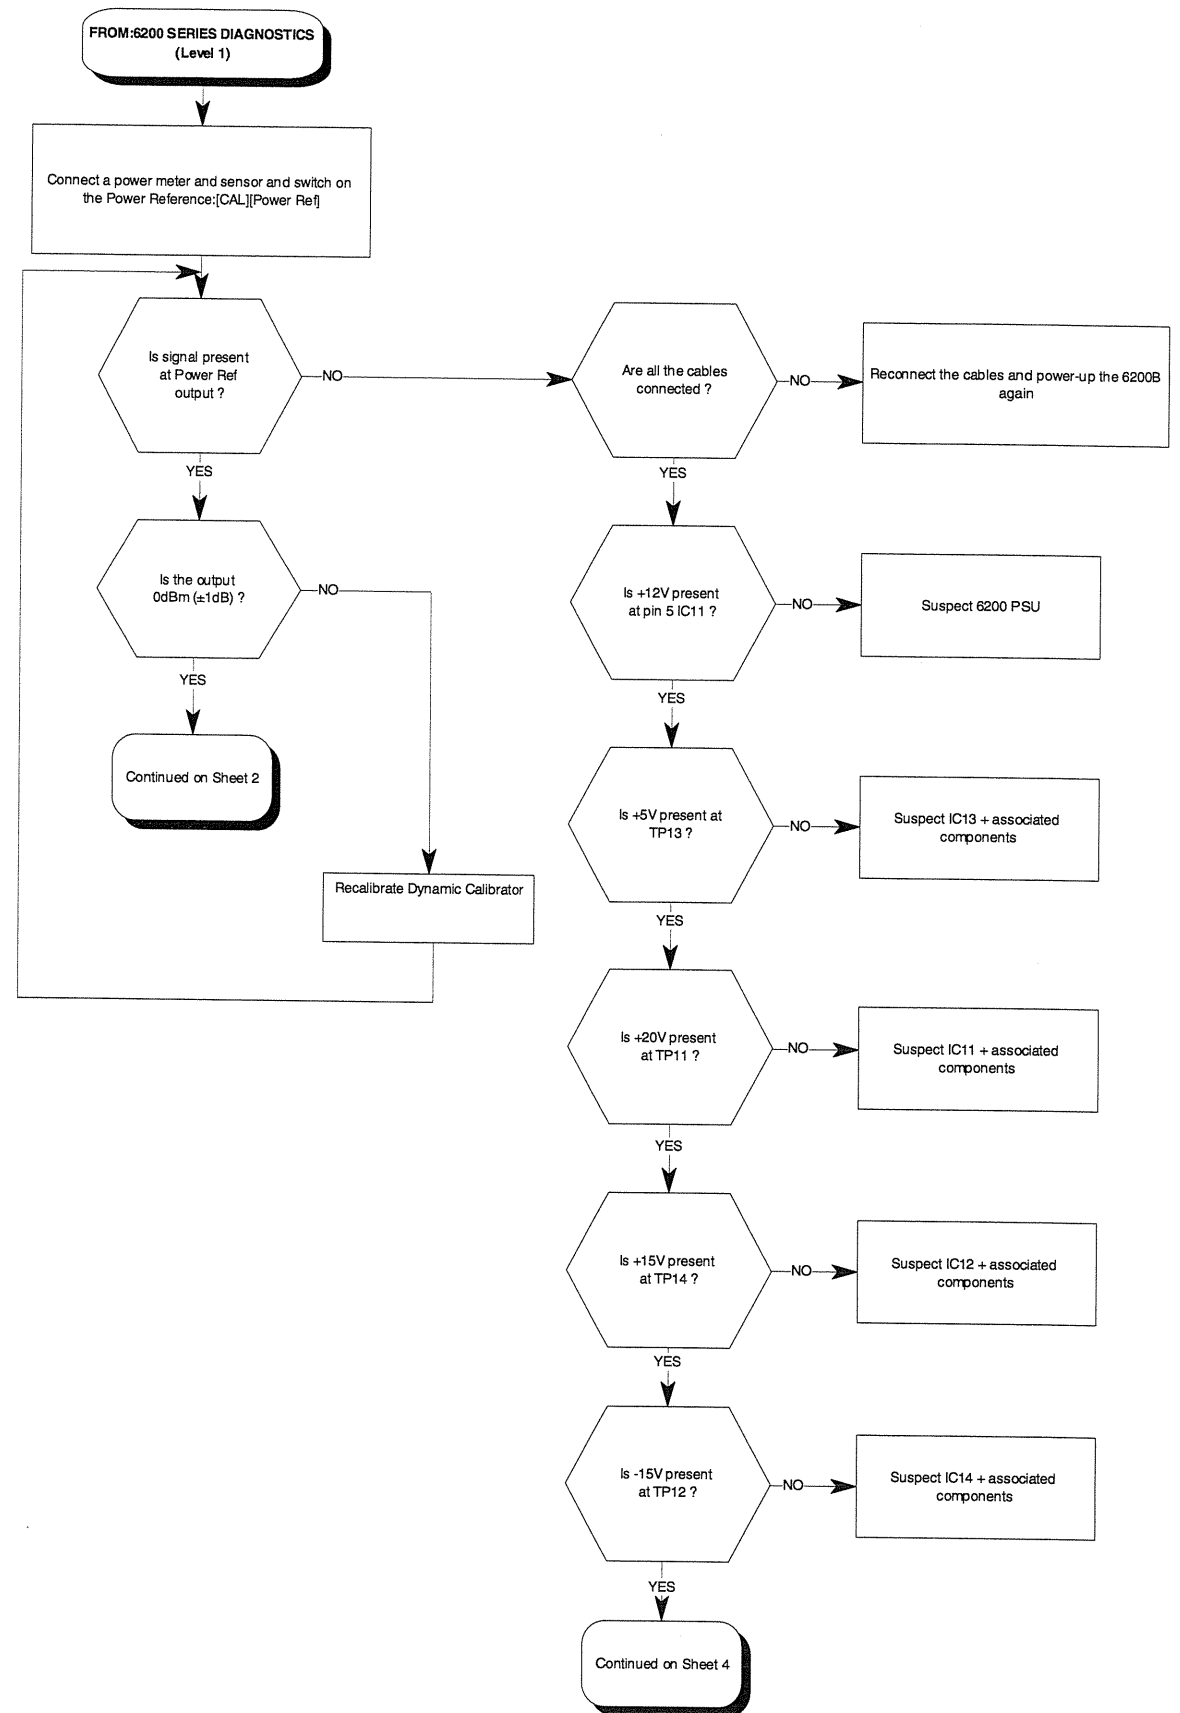 FROM:6200 SERIES DIAGNOSTICS
(Level 1)
Connect a power meter and sensor and switch on
the Power Reference:[CAL][Power Ref]
Is signal present
at Power Ref
output ?
NO
Are all the cables
connected ?
NO
Reconnect the cables and power-up the 6200B
again
YES
YES
Is the output
0dBm (±1dB) ?
NO
Is +12V present
at pin 5 IC11 ?
NO
Suspect 6200 PSU
YES
YES
Continued on Sheet 2
Is +5V present at
TP13 ?
NO
Suspect IC13 + associated
components
Recalibrate Dynamic Calibrator
YES
Is +20V present
at TP11 ?
NO
Suspect IC11 + associated
components
YES
Is +15V present
at TP14 ?
NO
Suspect IC12 + associated
components
YES
Is -15V present
at TP12 ?
NO
Suspect IC14 + associated
components
YES
Continued on Sheet 4